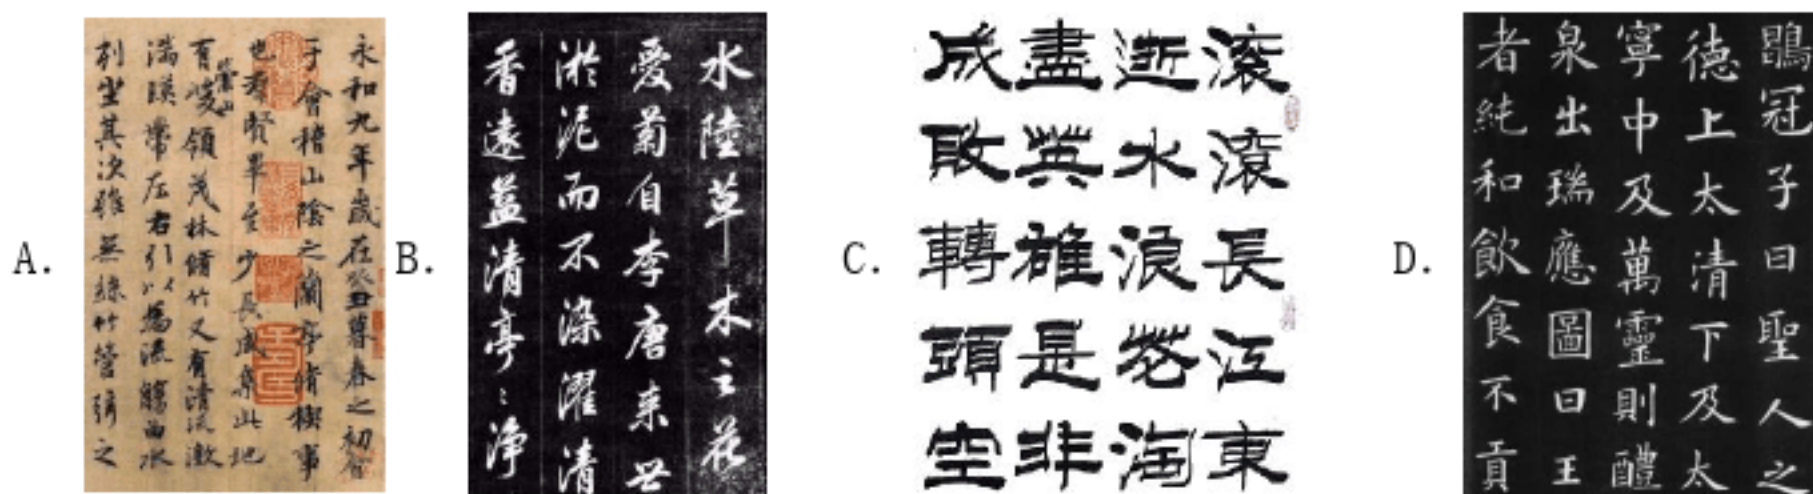 A.
永和九年歲在癸丑暮春之初會
于會稽山陰之蘭亭脩稧事
也羣賢畢至少長咸集此地
有崇山峻領茂林脩竹又有清流激
湍暎帶左右引以為流觴曲水
列坐其次雖無絲竹管弦之
B.
水陸草木之花
愛菊自李唐来世
淤泥而不染濯清
香遠益清亭〻淨
C.
滾滾長江東
逝水浪花淘
盡英雄是非
成敗轉頭空
D.
鶡冠子曰聖人之
德上太清下及太
寧中及萬靈則醴
泉出瑞應圖曰王
者純和飲食不貢